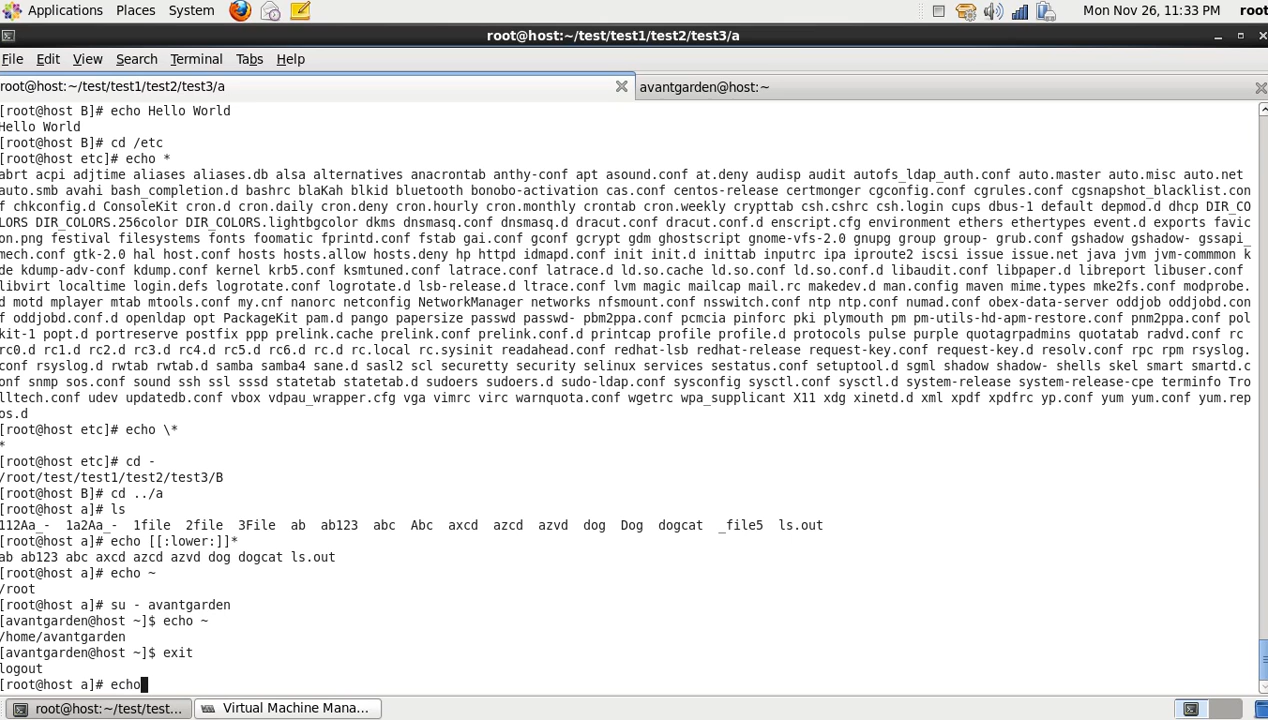 Applications Places System Mon Nov 26, 11:33 PM root
root@host:~/test/test1/test2/test3/a
File Edit View Search Terminal Tabs Help
root@host:~/test/test1/test2/test3/a avantgarden@host:~
[root@host B]# echo Hello World
Hello World
[root@host B]# cd /etc
[root@host etc]# echo *
abrt acpi adjtime aliases aliases.db alsa alternatives anacrontab anthy-conf apt asound.conf at.deny audisp audit autofs_ldap_auth.conf auto.master auto.misc auto.net
auto.smb avahi bash_completion.d bashrc blaKah blkid bluetooth bonobo-activation cas.conf centos-release certmonger cgconfig.conf cgrules.conf cgsnapshot_blacklist.con
f chkconfig.d ConsoleKit cron.d cron.daily cron.deny cron.hourly cron.monthly crontab cron.weekly crypttab csh.cshrc csh.login cups dbus-1 default depmod.d dhcp DIR_CO
LORS DIR_COLORS.256color DIR_COLORS.lightbgcolor dkms dnsmasq.conf dnsmasq.d dracut.conf dracut.conf.d enscript.cfg environment ethers ethertypes event.d exports favic
on.png festival filesystems fonts foomatic fprintd.conf fstab gai.conf gconf gcrypt gdm ghostscript gnome-vfs-2.0 gnupg group group- grub.conf gshadow gshadow- gssapi_
mech.conf gtk-2.0 hal host.conf hosts hosts.allow hosts.deny hp httpd idmapd.conf init init.d inittab inputrc ipa iproute2 iscsi issue issue.net java jvm jvm-commmon k
de kdump-adv-conf kdump.conf kernel krb5.conf ksmtuned.conf latrace.conf latrace.d ld.so.cache ld.so.conf ld.so.conf.d libaudit.conf libpaper.d libreport libuser.conf
libvirt localtime login.defs logrotate.conf logrotate.d lsb-release.d ltrace.conf lvm magic mailcap mail.rc makedev.d man.config maven mime.types mke2fs.conf modprobe.
d motd mplayer mtab mtools.conf my.cnf nanorc netconfig NetworkManager networks nfsmount.conf nsswitch.conf ntp ntp.conf numad.conf obex-data-server oddjob oddjobd.con
f oddjobd.conf.d openldap opt PackageKit pam.d pango papersize passwd passwd- pbm2ppa.conf pcmcia pinforc pki plymouth pm pm-utils-hd-apm-restore.conf pnm2ppa.conf pol
kit-1 popt.d portreserve postfix ppp prelink.cache prelink.conf prelink.conf.d printcap profile profile.d protocols pulse purple quotagrpadmins quotatab radvd.conf rc
rc0.d rc1.d rc2.d rc3.d rc4.d rc5.d rc6.d rc.d rc.local rc.sysinit readahead.conf redhat-lsb redhat-release request-key.conf request-key.d resolv.conf rpc rpm rsyslog.
conf rsyslog.d rwtab rwtab.d samba samba4 sane.d sasl2 scl securetty security selinux services sestatus.conf setuptool.d sgml shadow shadow- shells skel smart smartd.c
onf snmp sos.conf sound ssh ssl sssd statetab statetab.d sudoers sudoers.d sudo-ldap.conf sysconfig sysctl.conf sysctl.d system-release system-release-cpe terminfo Tro
lltech.conf udev updatedb.conf vbox vdpau_wrapper.cfg vga vimrc virc warnquota.conf wgetrc wpa_supplicant X11 xdg xinetd.d xml xpdf xpdfrc yp.conf yum yum.conf yum.rep
os.d
[root@host etc]# echo \*
*
[root@host etc]# cd -
/root/test/test1/test2/test3/B
[root@host B]# cd ../a
[root@host a]# ls
112Aa_- 1a2Aa_- 1file 2file 3File ab ab123 abc Abc axcd azcd azvd dog Dog dogcat _file5 ls.out
[root@host a]# echo [[:lower:]]*
ab ab123 abc axcd azcd azvd dog dogcat ls.out
[root@host a]# echo ~
/root
[root@host a]# su - avantgarden
[avantgarden@host ~]$ echo ~
/home/avantgarden
[avantgarden@host ~]$ exit
logout
[root@host a]# echo
root@host:~/test/test... Virtual Machine Mana...